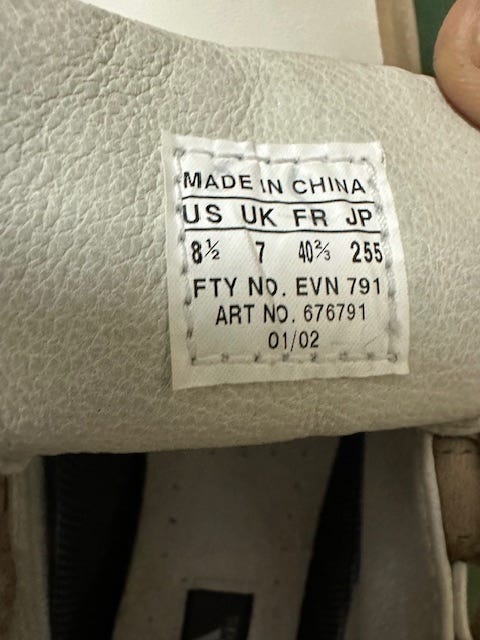 MADE IN CHINA
US UK FR JP
8½ 7 40⅔ 255
FTY NO. EVN 791
ART NO. 676791
01/02